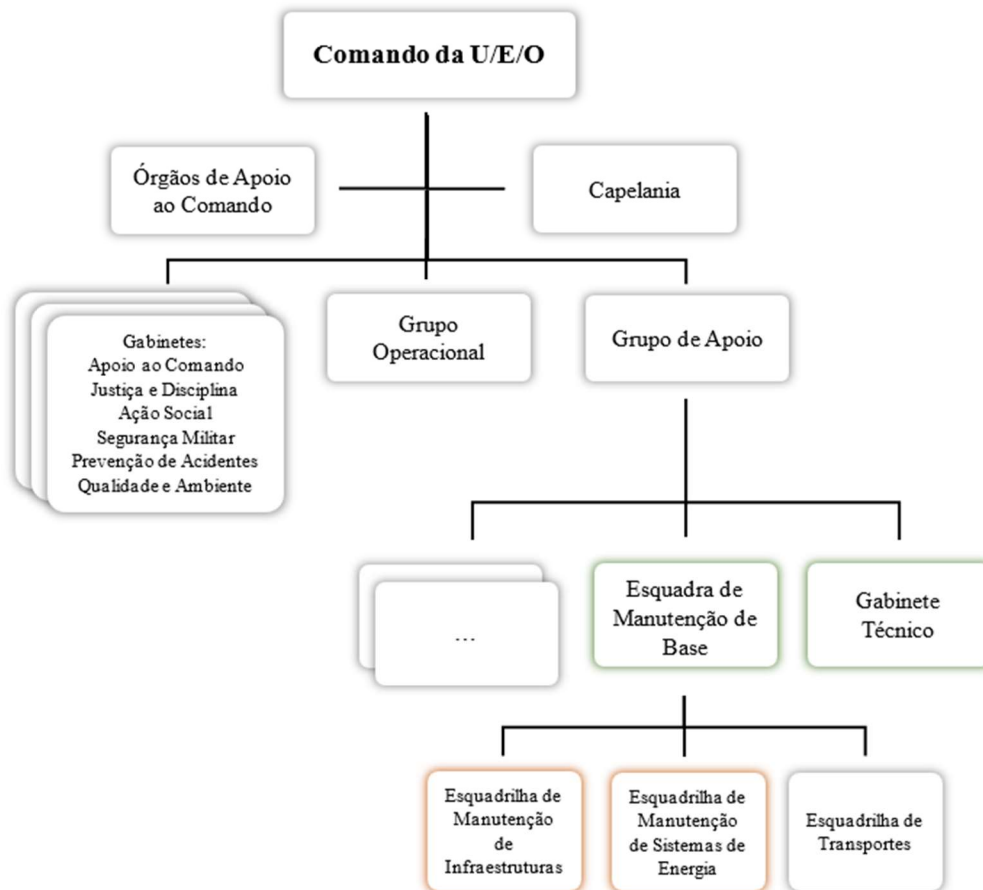 Comando da U/E/O
Órgãos de Apoio
ao Comando
Capelania
Gabinetes:
Apoio ao Comando
Justiça e Disciplina
Ação Social
Segurança Militar
Prevenção de Acidentes
Qualidade e Ambiente
Grupo
Operacional
Grupo de Apoio
...
Esquadra de
Manutenção de
Base
Gabinete
Técnico
Esquadrilha de
Manutenção
de
Infraestruturas
Esquadrilha de
Manutenção
de Sistemas de
Energia
Esquadrilha de
Transportes